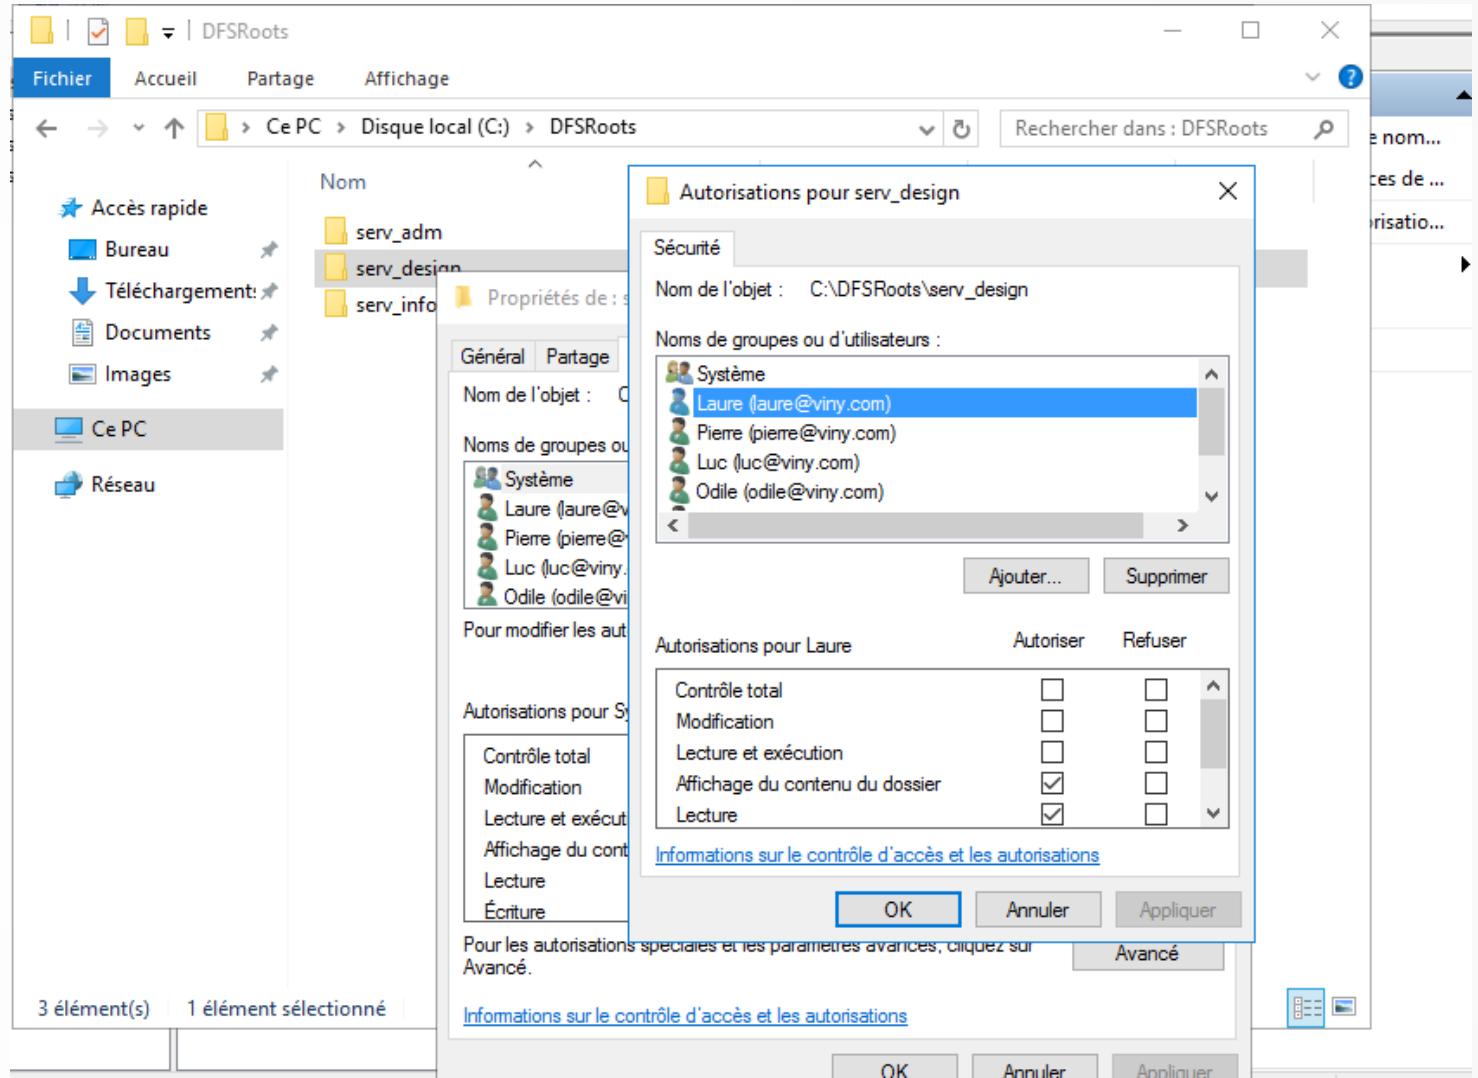 DFSRoots
Fichier Accueil Partage Affichage
Ce PC > Disque local (C:) > DFSRoots
Rechercher dans : DFSRoots
Nom
Accès rapide
Bureau
Téléchargements
Documents
Images
Ce PC
Réseau
serv_adm
serv_design
serv_info
3 élément(s) 1 élément sélectionné
Propriétés de : s
Général Partage
Nom de l'objet : C
Noms de groupes ou
Système
Laure (laure@v
Pierre (pierre@
Luc (luc@viny.
Odile (odile@vi
Pour modifier les aut
Autorisations pour Sy
Contrôle total
Modification
Lecture et exécut
Affichage du cont
Lecture
Écriture
Pour les autorisations spéciales et les paramètres avancés, cliquez sur
Avancé.
Avancé
Informations sur le contrôle d'accès et les autorisations
OK Annuler Appliquer
Autorisations pour serv_design
Sécurité
Nom de l'objet : C:\DFSRoots\serv_design
Noms de groupes ou d'utilisateurs :
Système
Laure (laure@viny.com)
Pierre (pierre@viny.com)
Luc (luc@viny.com)
Odile (odile@viny.com)
Ajouter... Supprimer
Autorisations pour Laure Autoriser Refuser
Contrôle total
Modification
Lecture et exécution
Affichage du contenu du dossier
Lecture
Informations sur le contrôle d'accès et les autorisations
OK Annuler Appliquer
e nom...
ces de ...
risatio...